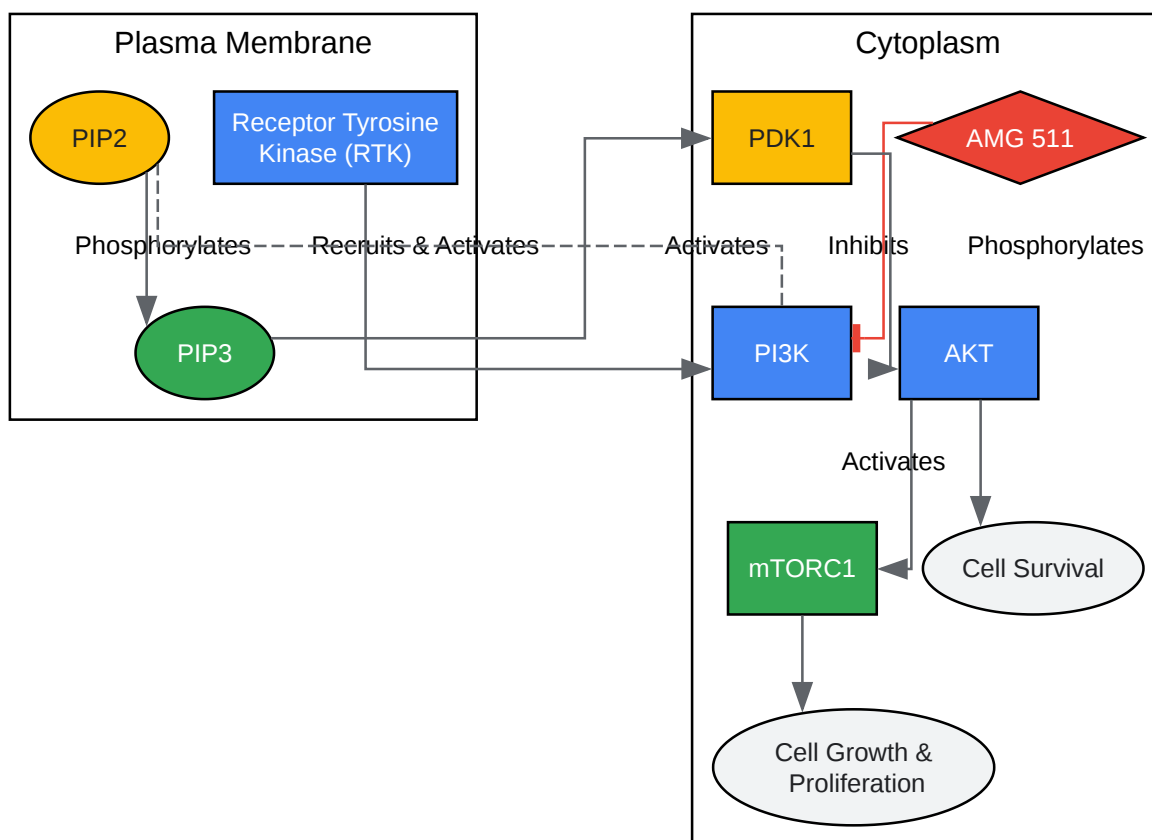 Plasma Membrane
Cytoplasm
PIP2
Receptor Tyrosine
Kinase (RTK)
PDK1
AMG 511
Phosphorylates
Recruits & Activates
Activates
Inhibits
Phosphorylates
PIP3
PI3K
AKT
Activates
mTORC1
Cell Survival
Cell Growth &
Proliferation